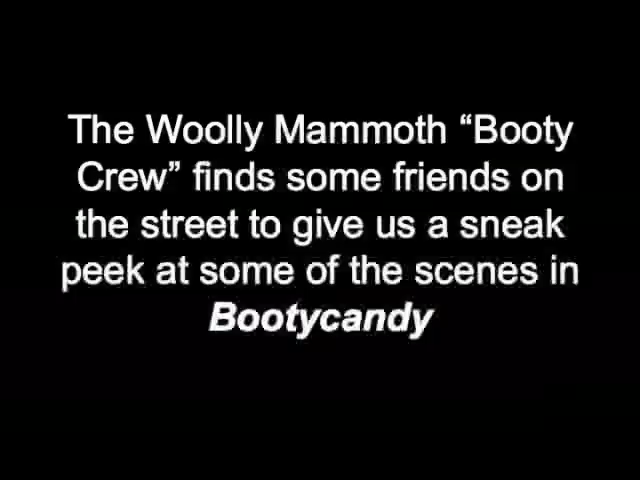 The Woolly Mammoth “Booty
Crew” finds some friends on
the street to give us a sneak
peek at some of the scenes in
Bootycandy